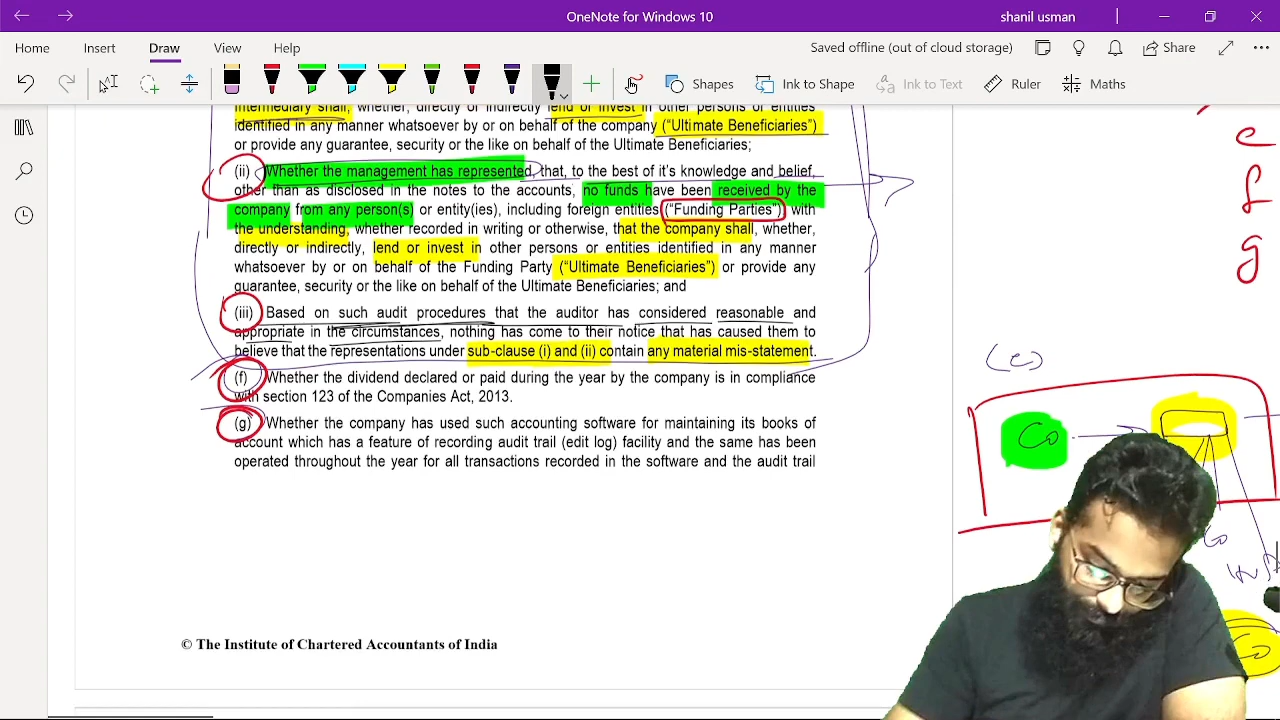 OneNote for Windows 10
shanil usman
Home Insert Draw View Help
Saved offline (out of cloud storage) Share
Shapes Ink to Shape Ink to Text Ruler Maths
intermediary shall, whether, directly or indirectly lend or invest in other persons or entities
identified in any manner whatsoever by or on behalf of the company (“Ultimate Beneficiaries”)
or provide any guarantee, security or the like on behalf of the Ultimate Beneficiaries;
(ii) Whether the management has represented, that, to the best of it’s knowledge and belief,
other than as disclosed in the notes to the accounts, no funds have been received by the
company from any person(s) or entity(ies), including foreign entities (“Funding Parties”) with
the understanding, whether recorded in writing or otherwise, that the company shall, whether,
directly or indirectly, lend or invest in other persons or entities identified in any manner
whatsoever by or on behalf of the Funding Party (“Ultimate Beneficiaries”) or provide any
guarantee, security or the like on behalf of the Ultimate Beneficiaries; and
(iii) Based on such audit procedures that the auditor has considered reasonable and
appropriate in the circumstances, nothing has come to their notice that has caused them to
believe that the representations under sub-clause (i) and (ii) contain any material mis-statement.
(f) Whether the dividend declared or paid during the year by the company is in compliance
with section 123 of the Companies Act, 2013.
(g) Whether the company has used such accounting software for maintaining its books of
account which has a feature of recording audit trail (edit log) facility and the same has been
operated throughout the year for all transactions recorded in the software and the audit trail
© The Institute of Chartered Accountants of India
e
f
g
(e)
Co
Co
Co